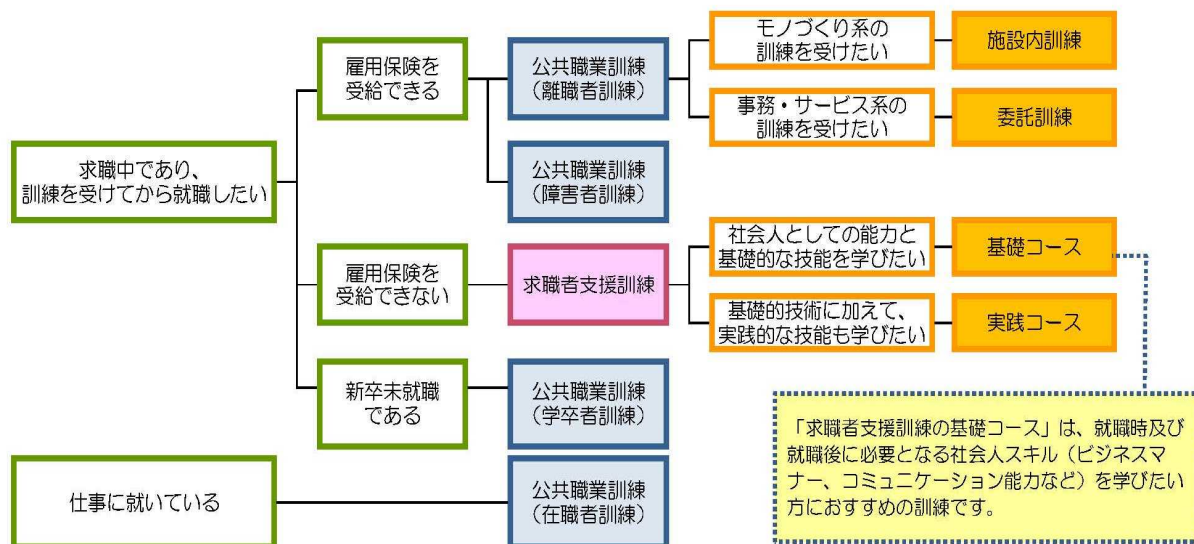 求職中であり、
訓練を受けてから就職したい
雇用保険を
受給できる
公共職業訓練
（離職者訓練）
モノづくり系の
訓練を受けたい
施設内訓練
事務・サービス系の
訓練を受けたい
委託訓練
公共職業訓練
（障害者訓練）
雇用保険を
受給できない
求職者支援訓練
社会人としての能力と
基礎的な技能を学びたい
基礎コース
基礎的技術に加えて、
実践的な技能も学びたい
実践コース
新卒未就職
である
公共職業訓練
（学卒者訓練）
「求職者支援訓練の基礎コース」は、就職時及び
就職後に必要となる社会人スキル（ビジネスマ
ナー、コミュニケーション能力など）を学びたい
方におすすめの訓練です。
仕事に就いている
公共職業訓練
（在職者訓練）